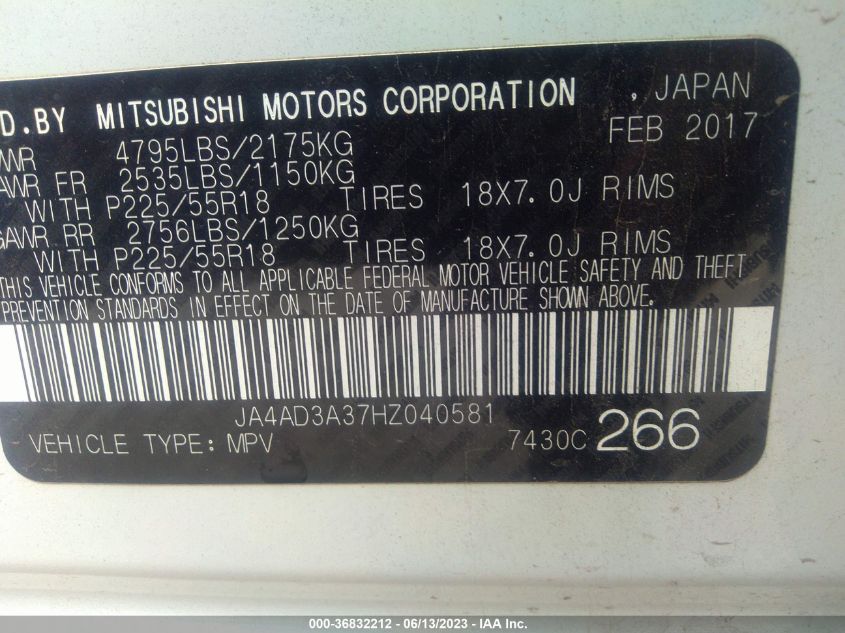 D.BY MITSUBISHI MOTORS CORPORATION , JAPAN
FEB 2017
WR 4795LBS/2175KG
AWR FR 2535LBS/1150KG
WITH P225/55R18 TIRES 18X7.0J RIMS
GAWR RR 2756LBS/1250KG
WITH P225/55R18 TIRES 18X7.0J RIMS
THIS VEHICLE CONFORMS TO ALL APPLICABLE FEDERAL MOTOR VEHICLE SAFETY AND THEFT
PREVENTION STANDARDS IN EFFECT ON THE DATE OF MANUFACTURE SHOWN ABOVE.
JA4AD3A37HZ040581
VEHICLE TYPE: MPV 7430C 266
000-36832212 - 06/13/2023 - IAA Inc.